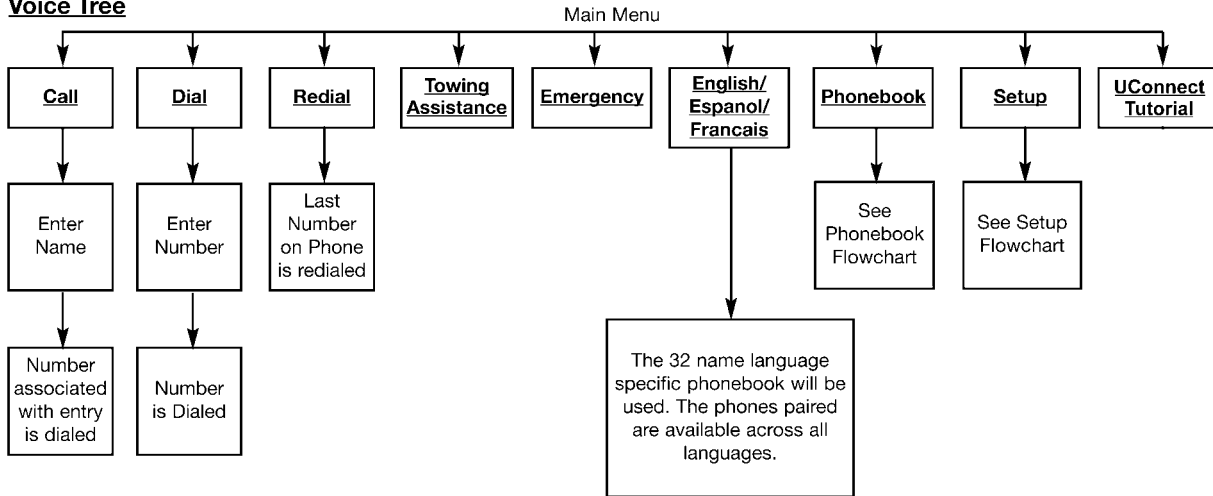 Voice Tree
Main Menu
Call
Dial
Redial
Towing
Assistance
Emergency
English/
Espanol/
Francais
Phonebook
Setup
UConnect
Tutorial
Enter
Name
Enter
Number
Last
Number
on Phone
is redialed
See
Phonebook
Flowchart
See Setup
Flowchart
Number
associated
with entry
is dialed
Number
is Dialed
The 32 name language
specific phonebook will be
used. The phones paired
are available across all
languages.